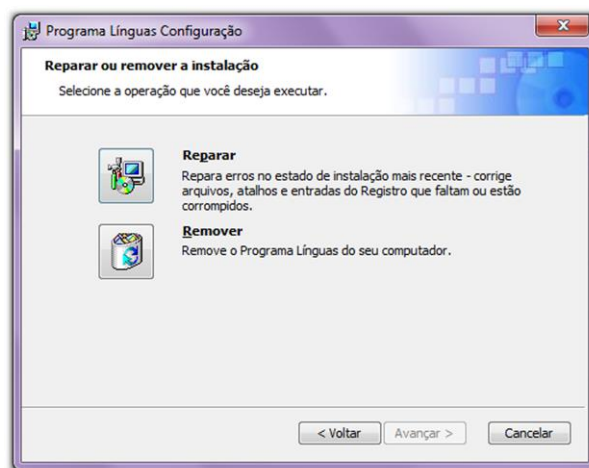 Programa Línguas Configuração
Reparar ou remover a instalação
Selecione a operação que você deseja executar.
Reparar
Repara erros no estado de instalação mais recente - corrige
arquivos, atalhos e entradas do Registro que faltam ou estão
corrompidos.
Remover
Remove o Programa Línguas do seu computador.
< Voltar
Avançar >
Cancelar